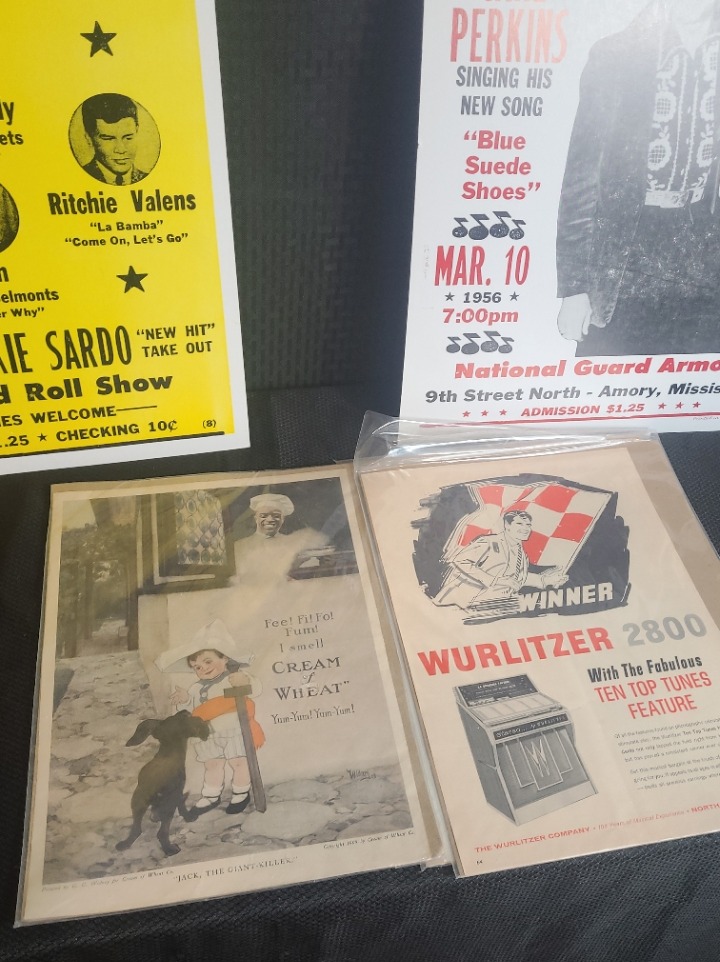 Ritchie Valens
"La Bamba"
"Come On, Let's Go"
elmonts
r Why"
IE SARDO "NEW HIT"
TAKE OUT
d Roll Show
ES WELCOME
.25 ★ CHECKING 10¢ (8)
PERKINS
SINGING HIS
NEW SONG
"Blue
Suede
Shoes"
MAR. 10
★ 1956 ★
7:00pm
National Guard Armo
9th Street North - Amory, Missis
★ ★ ★ ADMISSION $1.25 ★ ★ ★
Fee! Fi! Fo!
Fum!
I smell
CREAM
of
WHEAT"
Yum-Yum! Yum-Yum!
"JACK, THE GIANT-KILLER."
WINNER
WURLITZER 2800
With The Fabulous
TEN TOP TUNES
FEATURE
THE WURLITZER COMPANY
NORTH